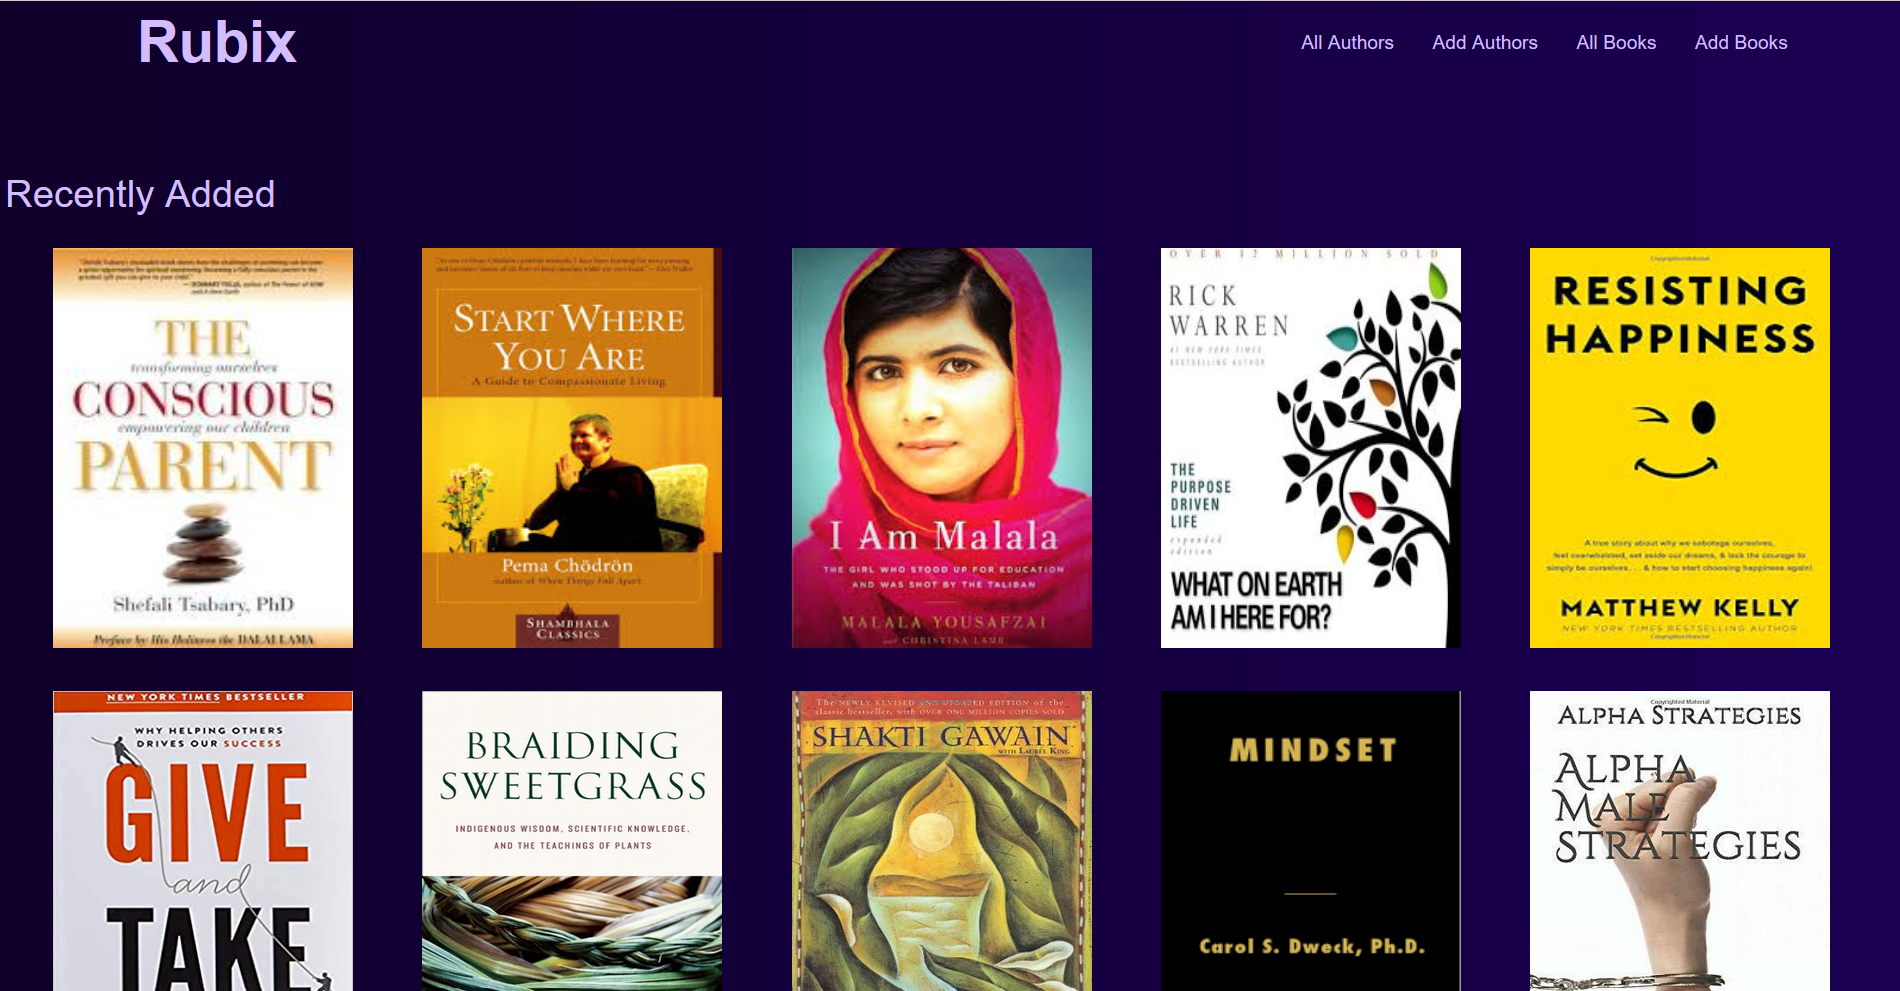 Rubix
All Authors
Add Authors
All Books
Add Books
Recently Added
THE
transforming ourselves
CONSCIOUS
empowering our children
PARENT
Shefali Tsabary, PhD
Preface by His Holiness the DALAI LAMA
START WHERE
YOU ARE
A Guide to Compassionate Living
Pema Chödrön
author of When Things Fall Apart
SHAMBHALA
CLASSICS
I Am Malala
THE GIRL WHO STOOD UP FOR EDUCATION
AND WAS SHOT BY THE TALIBAN
MALALA YOUSAFZAI
with CHRISTINA LAMB
OVER 32 MILLION SOLD
RICK
WARREN
#1 NEW YORK TIMES
BESTSELLING AUTHOR
THE
PURPOSE
DRIVEN
LIFE
expanded
edition
WHAT ON EARTH
AM I HERE FOR?
Copyrighted Material
RESISTING
HAPPINESS
A true story about why we sabotage ourselves,
feel overwhelmed, set aside our dreams, & lack the courage to
simply be ourselves... & how to start choosing happiness again!
MATTHEW KELLY
NEW YORK TIMES BESTSELLING AUTHOR
Copyrighted Material
NEW YORK TIMES BESTSELLER
WHY HELPING OTHERS
DRIVES OUR SUCCESS
GIVE
and
TAKE
BRAIDING
SWEETGRASS
INDIGENOUS WISDOM, SCIENTIFIC KNOWLEDGE,
AND THE TEACHINGS OF PLANTS
The NEWLY REVISED AND UPDATED EDITION of the
classic bestseller, with OVER ONE MILLION COPIES SOLD
SHAKTI GAWAIN
WITH LAUREL KING
MINDSET
Carol S. Dweck, Ph.D.
Copyrighted Material
ALPHA STRATEGIES
ALPHA
MALE
STRATEGIES